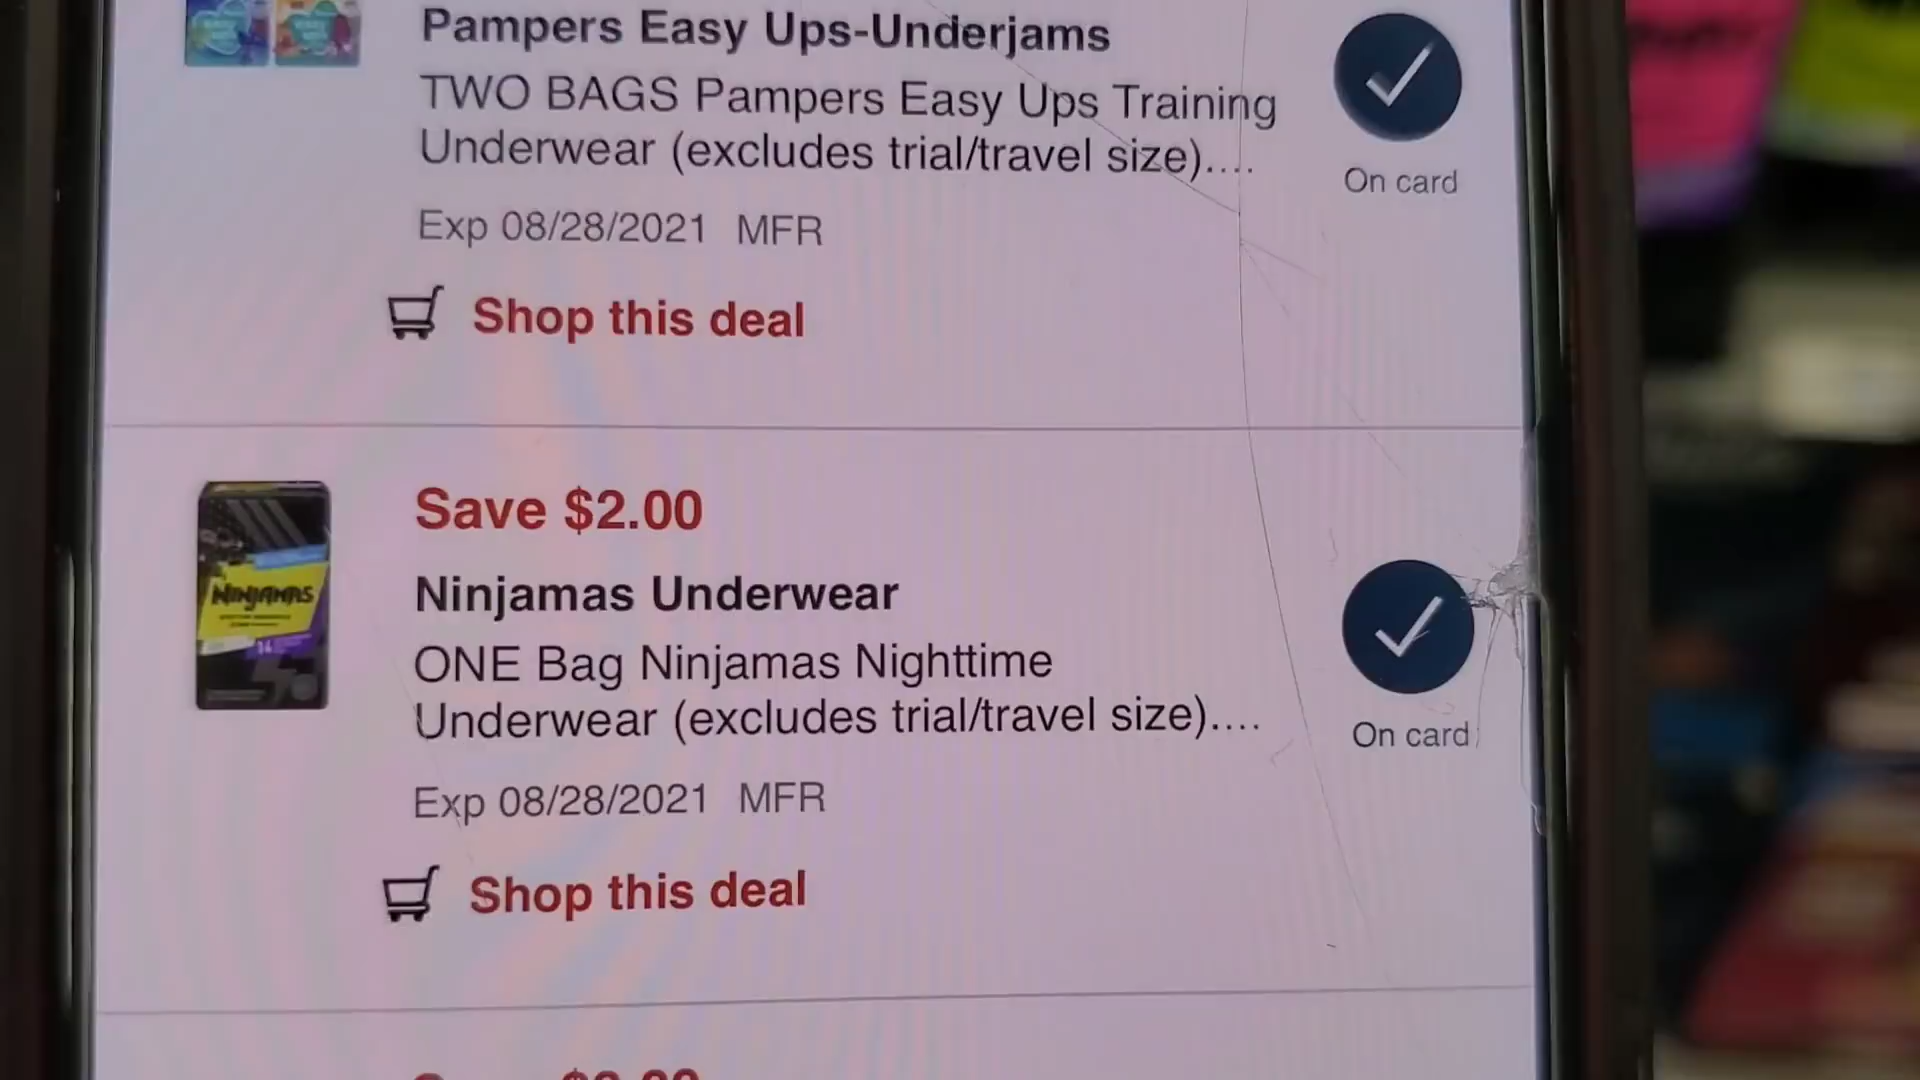 Pampers Easy Ups-Underjams
TWO BAGS Pampers Easy Ups Training
Underwear (excludes trial/travel size)....
On card
Exp 08/28/2021 MFR
Shop this deal
Save $2.00
Ninjamas Underwear
ONE Bag Ninjamas Nighttime
Underwear (excludes trial/travel size)....
On card
Exp 08/28/2021 MFR
Shop this deal
NINJAMAS
14